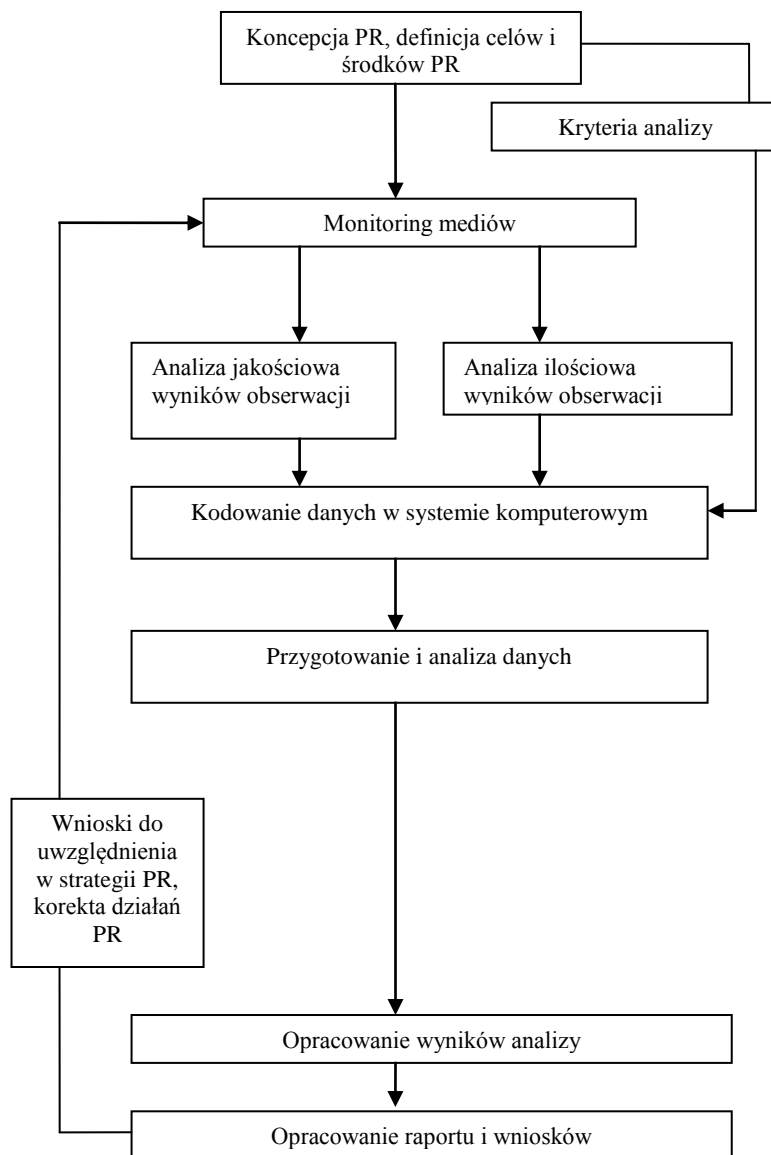 Koncepcja PR, definicja celów i
środków PR
Kryteria analizy
Monitoring mediów
Analiza jakościowa
wyników obserwacji
Analiza ilościowa
wyników obserwacji
Kodowanie danych w systemie komputerowym
Przygotowanie i analiza danych
Wnioski do
uwzględnienia
w strategii PR,
korekta działań
PR
Opracowanie wyników analizy
Opracowanie raportu i wniosków